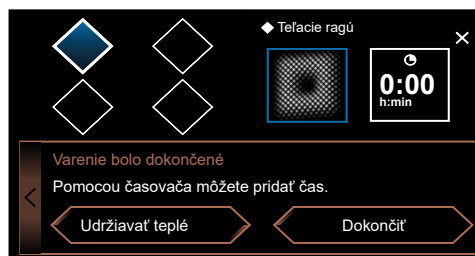 ◆ Teľacie ragú
0:00
h:min
Varenie bolo dokončené
Pomocou časovača môžete pridať čas.
Udržiavať teplé
Dokončiť